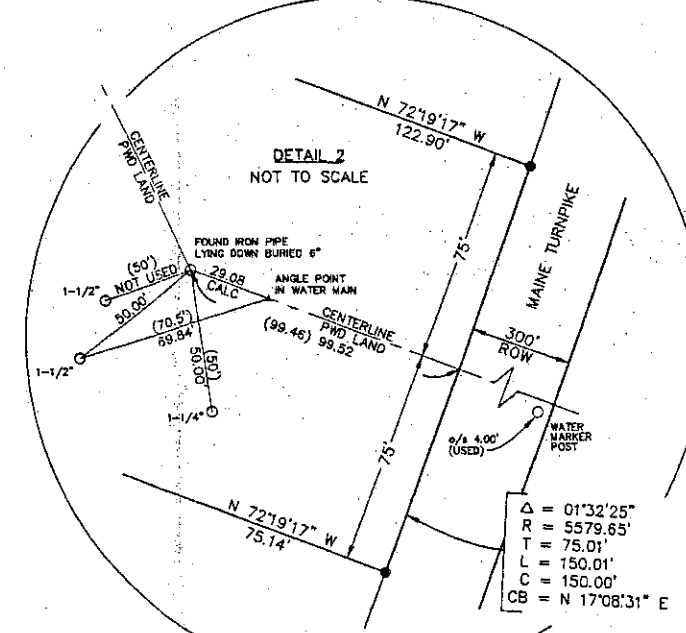 N 72°19'17" W
122.90'
DETAIL 2
NOT TO SCALE
CENTERLINE
PWD LAND
MAINE TURNPIKE
75'
FOUND IRON PIPE
LYING DOWN BURIED 6"
(50')
NOT USED
29.08
CALC
ANGLE POINT
IN WATER MAIN
1-1/2"
50.00'
(70.5')
69.84'
1-1/2"
(50')
50.00'
1-1/4"
CENTERLINE
PWD LAND
(99.46) 99.52
300'
ROW
o/s 4.00'
(USED)
WATER
MARKER
POST
75'
N 72°19'17" W
75.14'
Δ = 01°32'25"
R = 5579.65'
T = 75.01'
L = 150.01'
C = 150.00'
CB = N 17°08'31" E